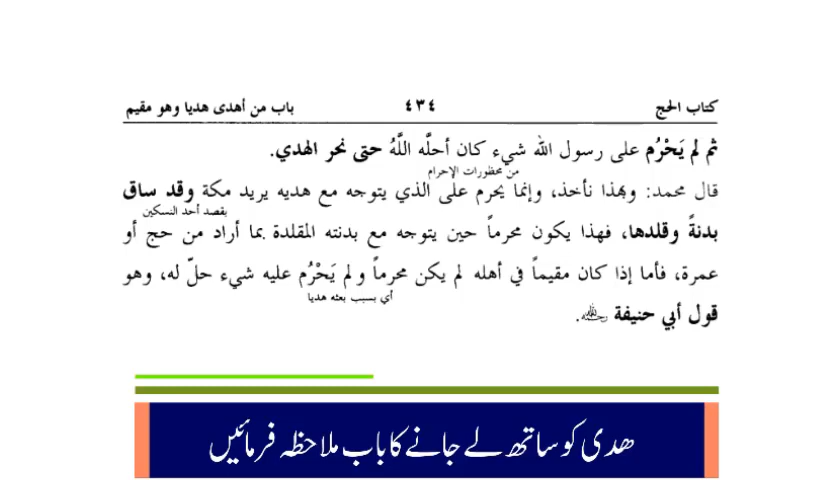 كتاب الحج ٤٣٤ باب من أهدى هديا وهو مقيم
ثم لم يَحْرُم على رسول الله شيء كان أحلَّه اللَّهُ حتى نحر الهدي.
من محظورات الإحرام
قال محمد: وبهذا نأخذ، وإنما يحرم على الذي يتوجه مع هديه يريد مكة وقد ساق
بقصد أحد النسكين
بدنةً وقلدها، فهذا يكون محرماً حين يتوجه مع بدنته المقلدة بما أراد من حج أو
عمرة، فأما إذا كان مقيماً في أهله لم يكن محرماً ولم يَحْرُم عليه شيء حلّ له، وهو
أي بسبب بعثه هديا
قول أبي حنيفة رحمه الله.
ھدی کو ساتھ لے جانے کا باب ملاحظہ فرمائیں